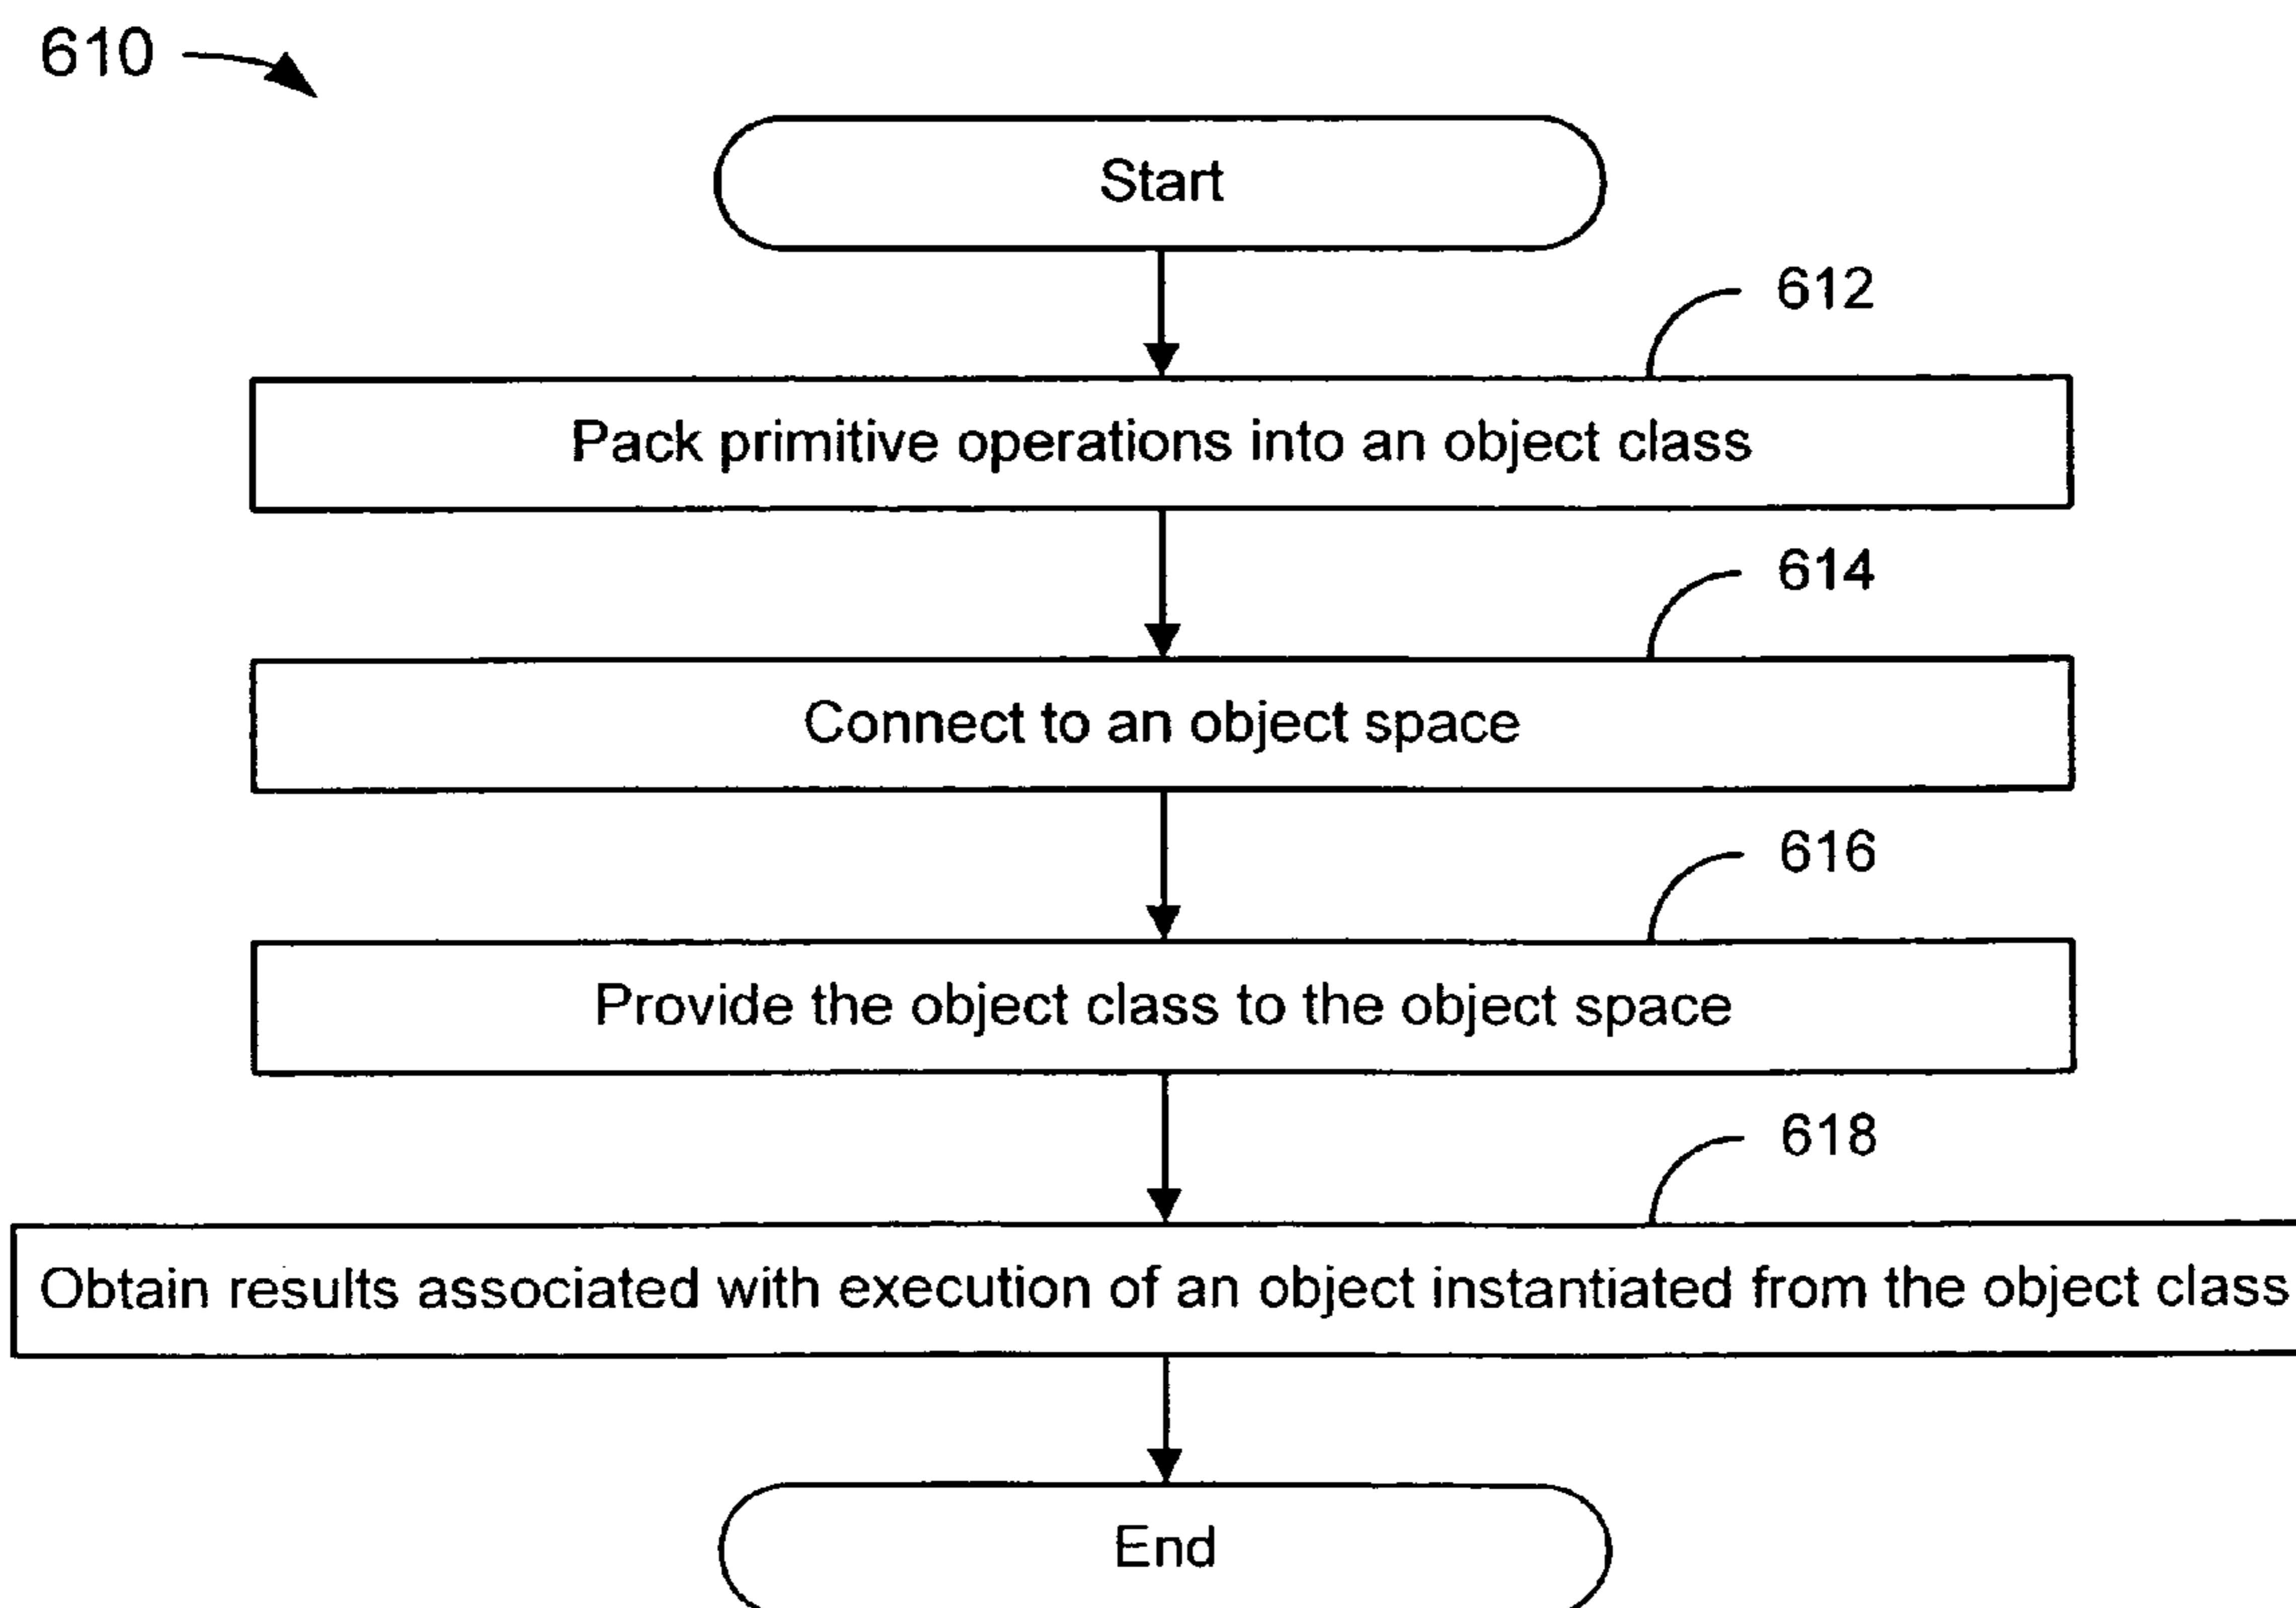 610
Start
612
Pack primitive operations into an object class
614
Connect to an object space
616
Provide the object class to the object space
618
Obtain results associated with execution of an object instantiated from the object class
End